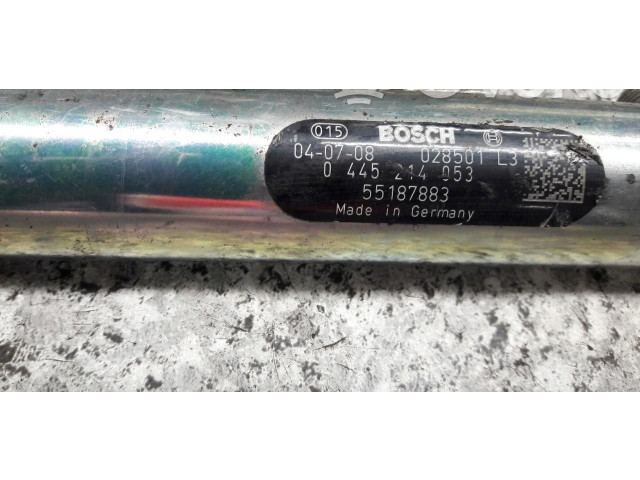 015 BOSCH
04-07-08 028501 L3
0 445 214 053
55187883
Made in Germany